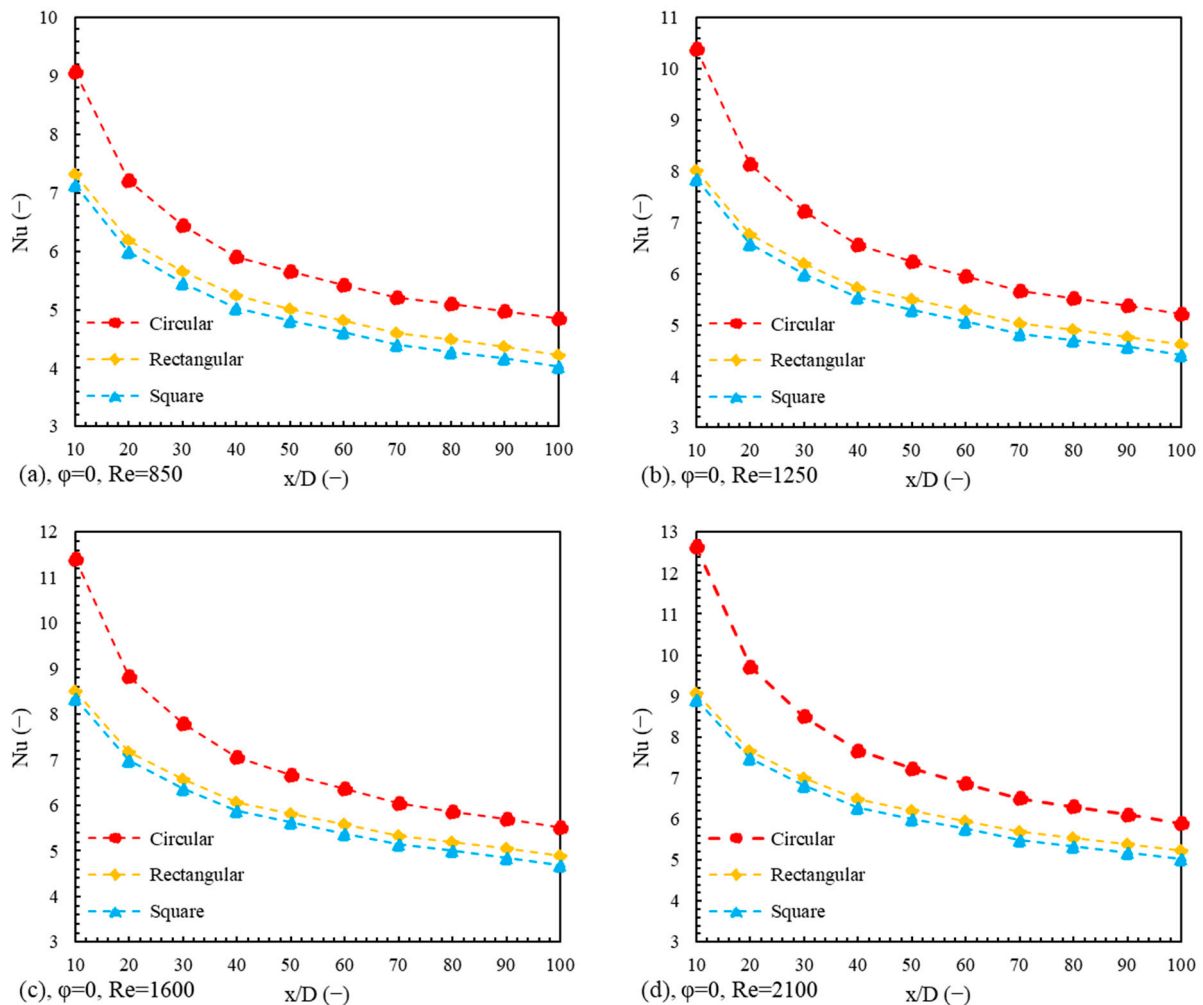 10
9
8
7
6
5
4
3
Nu (−)
Circular
Rectangular
Square
10 20 30 40 50 60 70 80 90 100
(a), φ=0, Re=850
x/D (−)
11
10
9
8
7
6
5
4
3
Nu (−)
Circular
Rectangular
Square
10 20 30 40 50 60 70 80 90 100
(b), φ=0, Re=1250
x/D (−)
12
11
10
9
8
7
6
5
4
3
Nu (−)
Circular
Rectangular
Square
10 20 30 40 50 60 70 80 90 100
(c), φ=0, Re=1600
x/D (−)
13
12
11
10
9
8
7
6
5
4
3
Nu (−)
Circular
Rectangular
Square
10 20 30 40 50 60 70 80 90 100
(d), φ=0, Re=2100
x/D (−)